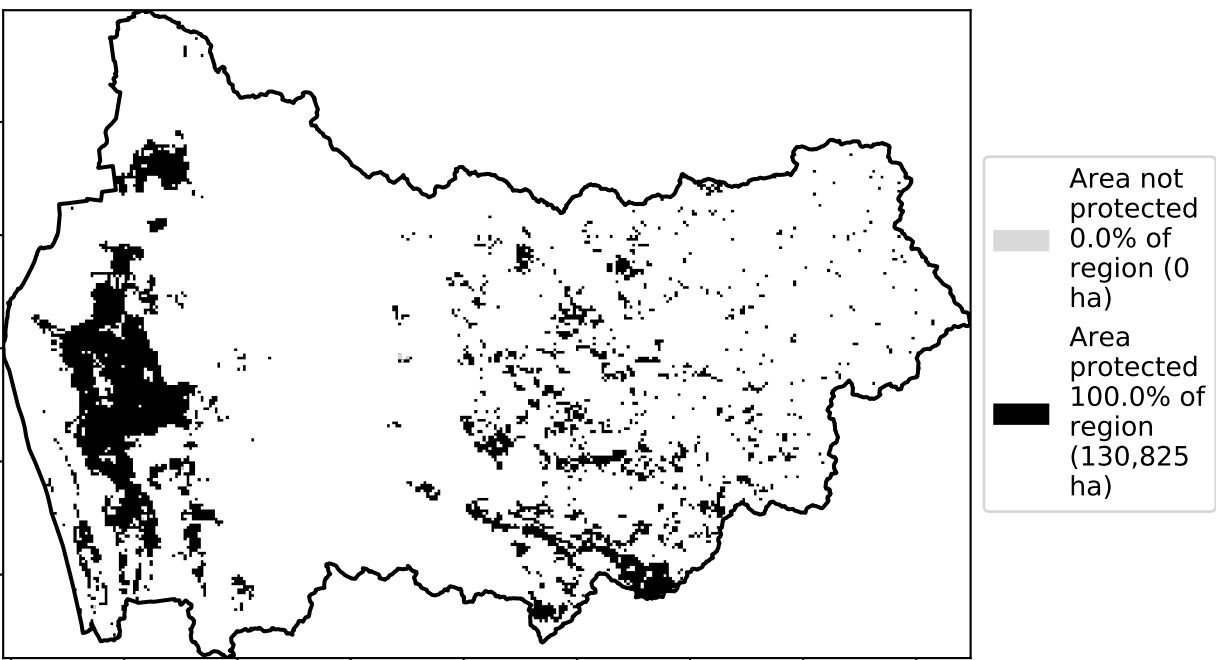 Area not
protected
0.0% of
region (0
ha)
Area
protected
100.0% of
region
(130,825
ha)